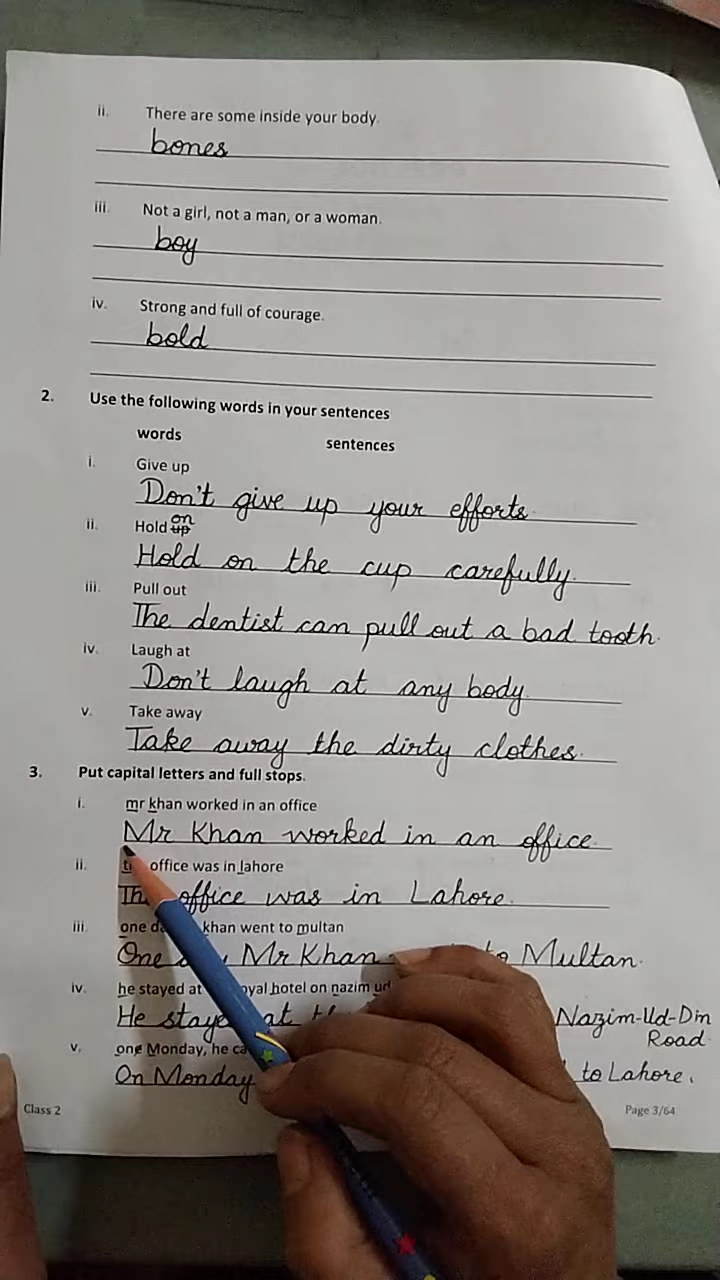 ii. There are some inside your body.
bones
iii. Not a girl, not a man, or a woman.
boy
iv. Strong and full of courage.
bold
2. Use the following words in your sentences
words sentences
i. Give up
Don't give up your efforts.
ii. Hold up on
Hold on the cup carefully.
iii. Pull out
The dentist can pull out a bad tooth.
iv. Laugh at
Don't laugh at any body.
v. Take away
Take away the dirty clothes.
3. Put capital letters and full stops.
i. mr khan worked in an office
Mr Khan worked in an office.
ii. office was in lahore
office was in Lahore.
iii. one khan went to multan
One Mr Khan to Multan.
iv. he stayed at hotel on nazim ud
He at Nazim-Ud-Din
Road.
v. one Monday, he
On Monday to Lahore.
Class 2 Page 3/64